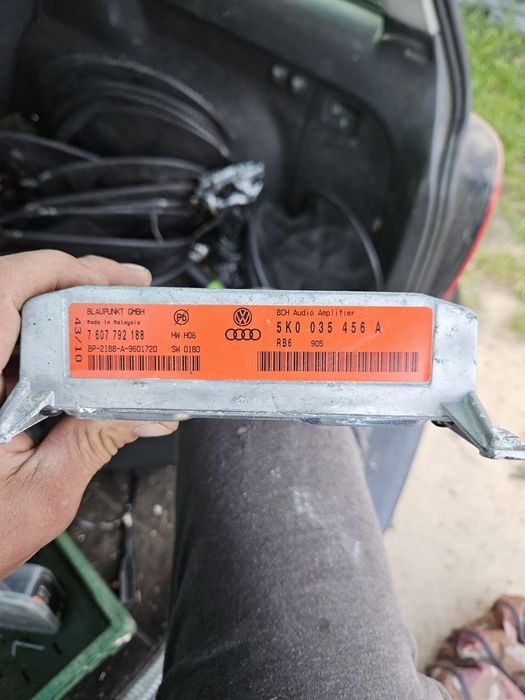 BLAUPUNKT GMBH
Made in Malaysia
7 607 792 188
HW H06
BP-2188-A-9601720
SW 0180
43/10
Pb
VW
8CH Audio Amplifier
5K0 035 456 A
RB6 905